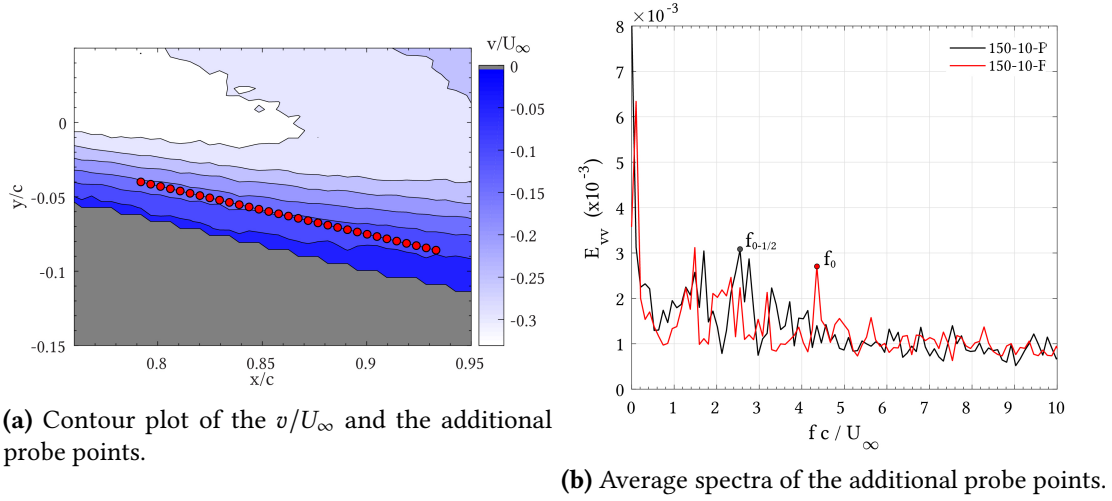 v/U∞
0
-0.05
-0.1
-0.15
-0.2
-0.25
-0.3
y/c
0
-0.05
-0.1
-0.15
0.8
0.85
0.9
0.95
x/c
(a) Contour plot of the v/U∞ and the additional
probe points.
×10⁻³
8
7
6
5
4
3
2
1
0
E_vv (x10⁻³)
150-10-P
150-10-F
f_0-1/2
f_0
0 1 2 3 4 5 6 7 8 9 10
f c / U∞
(b) Average spectra of the additional probe points.